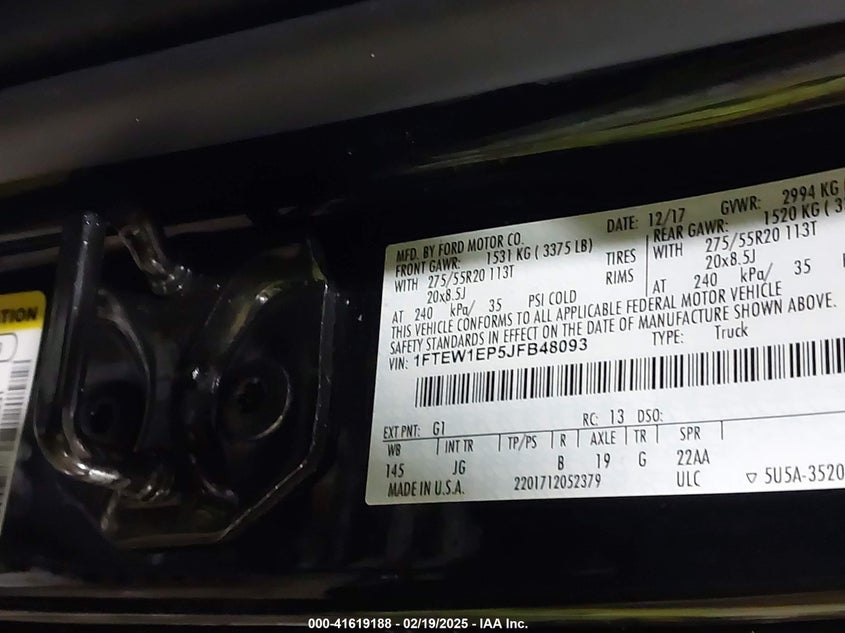 TION
MFD. BY FORD MOTOR CO.
DATE: 12/17
GVWR: 2994 KG
FRONT GAWR: 1531 KG ( 3375 LB)
REAR GAWR: 1520 KG (
WITH 275/55R20 113T TIRES
WITH 275/55R20 113T
20x8.5J RIMS
20x8.5J
AT 240 kPa/ 35 PSI COLD
AT 240 kPa/ 35
THIS VEHICLE CONFORMS TO ALL APPLICABLE FEDERAL MOTOR VEHICLE
SAFETY STANDARDS IN EFFECT ON THE DATE OF MANUFACTURE SHOWN ABOVE.
VIN: 1FTEW1EP5JFB48093
TYPE: Truck
EXT PNT: G1 RC: 13 DSO:
WB INT TR TP/PS R AXLE TR SPR
145 JG B 19 G 22AA
MADE IN U.S.A. 2201712052379 ULC
▽ 5U5A-3520
000-41619188 - 02/19/2025 - IAA Inc.